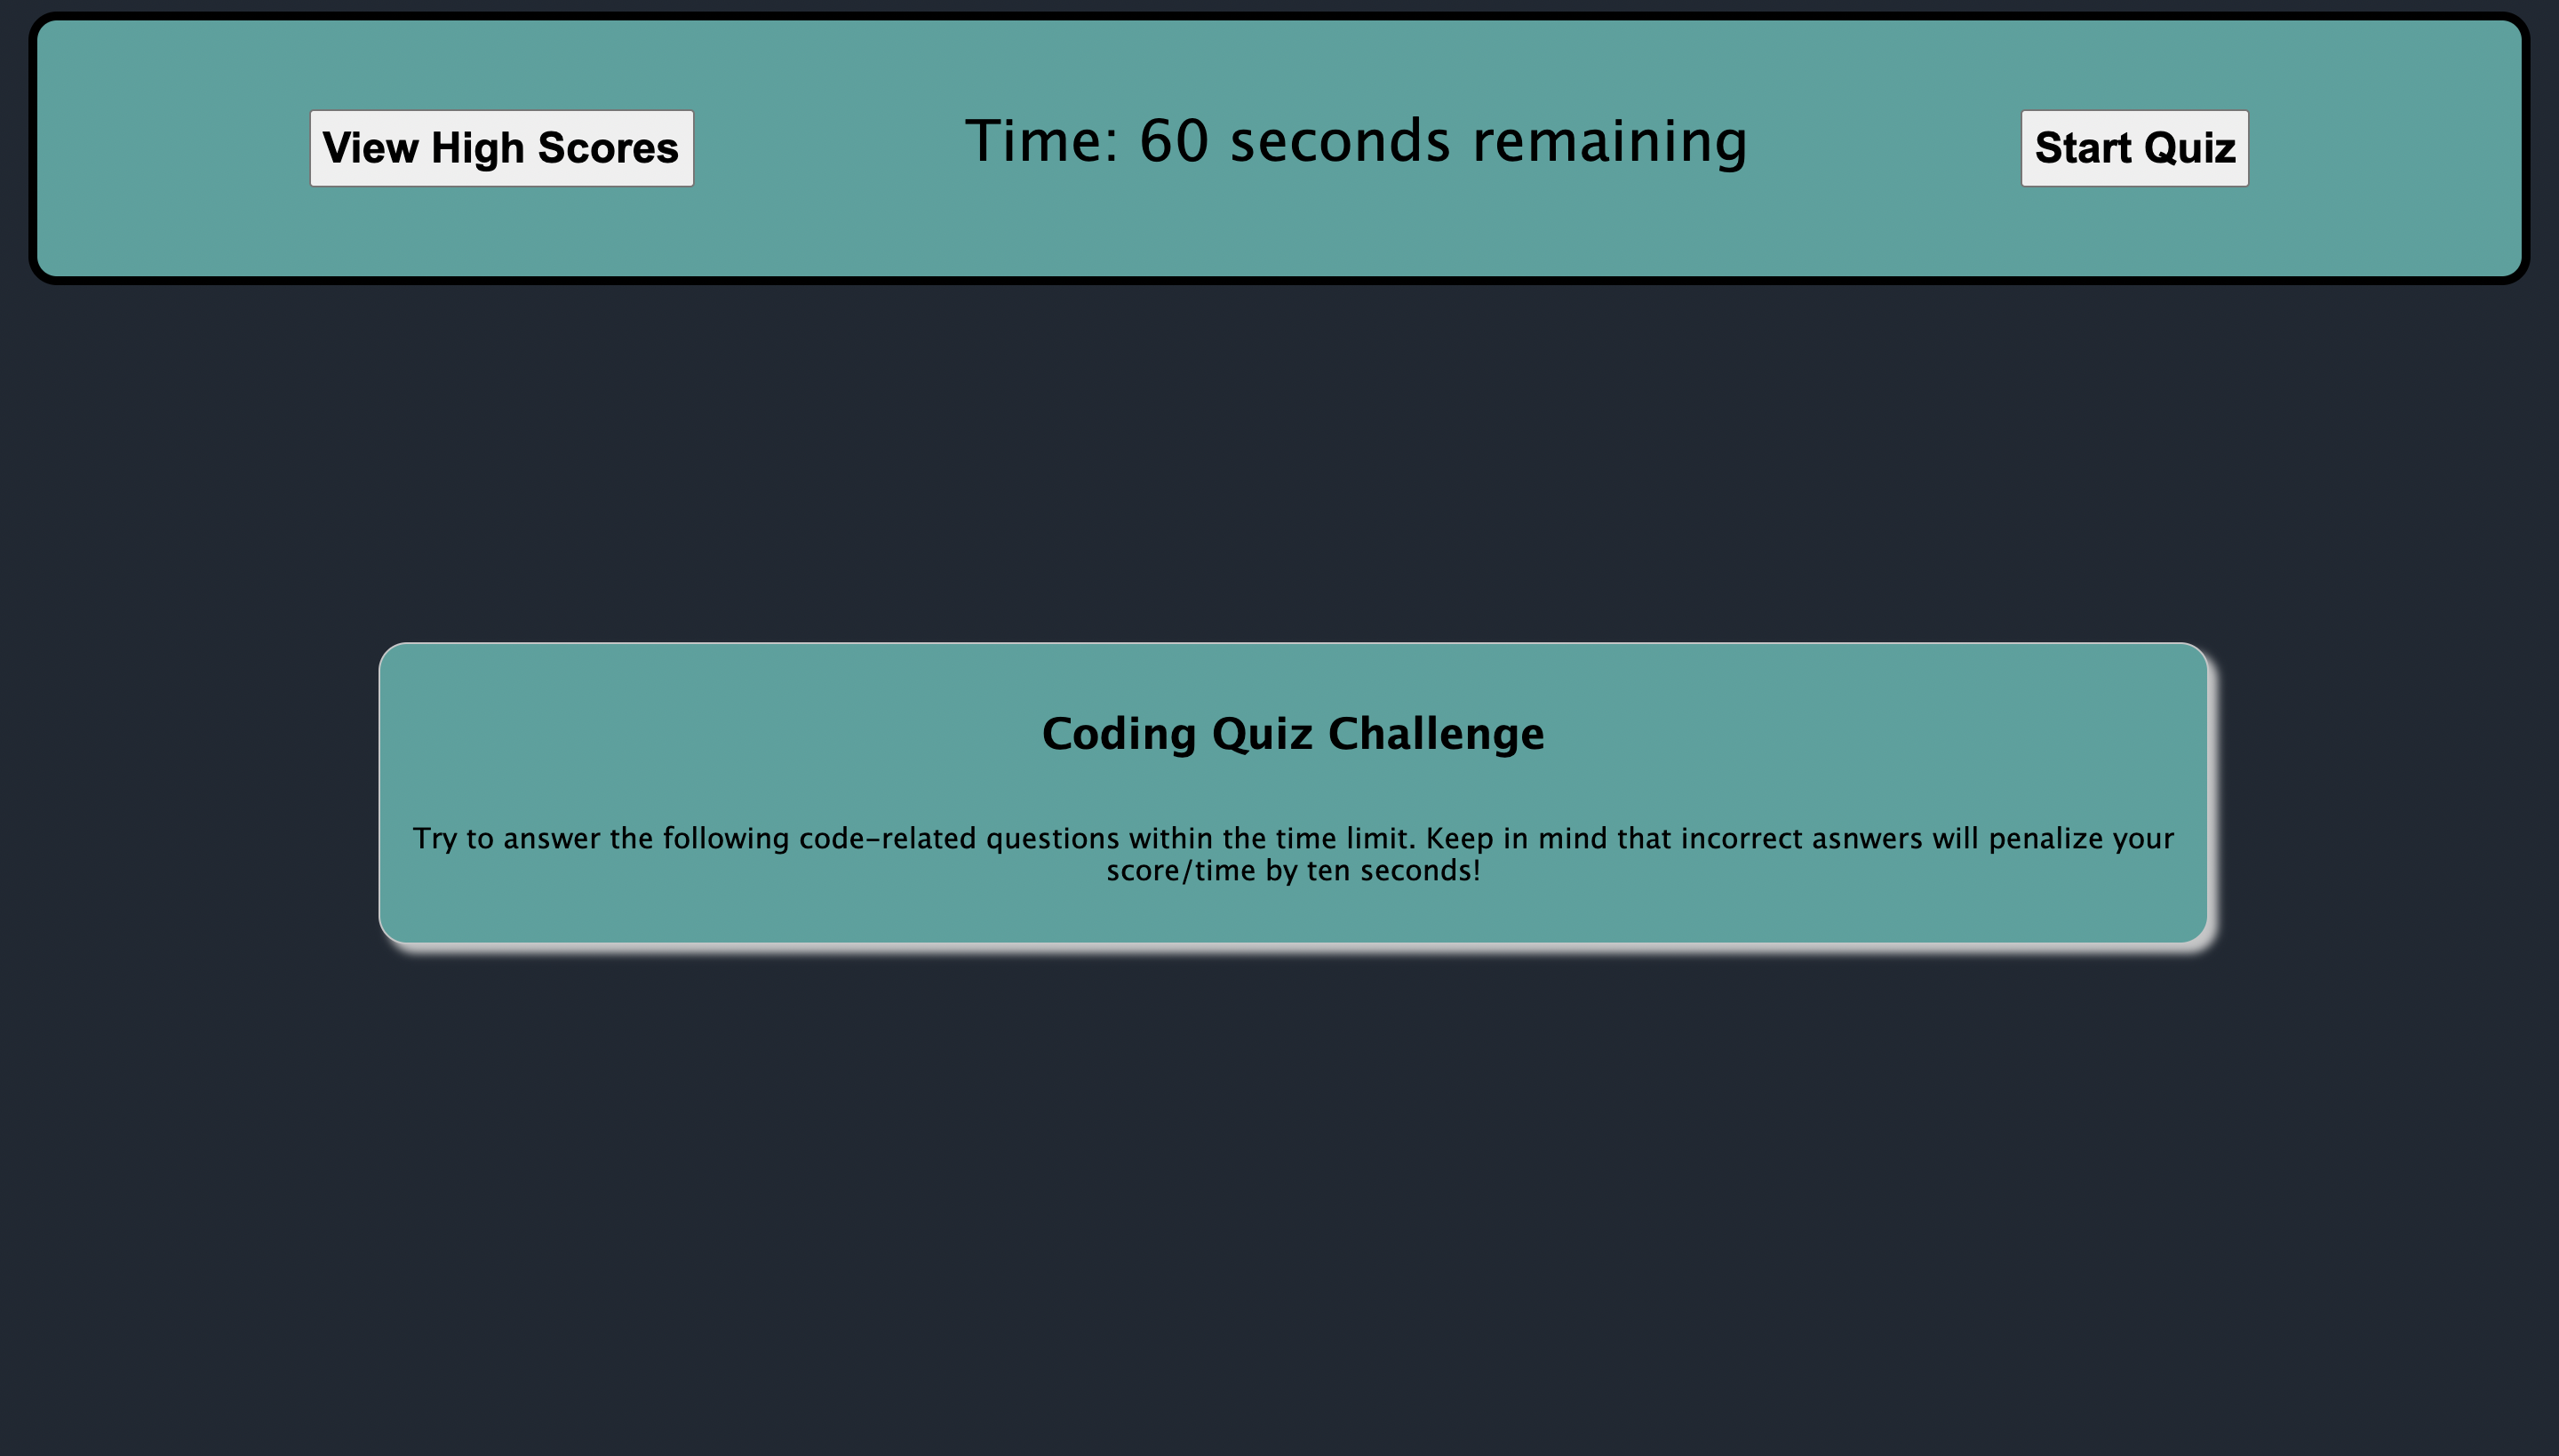 View High Scores
Time: 60 seconds remaining
Start Quiz
Coding Quiz Challenge
Try to answer the following code-related questions within the time limit. Keep in mind that incorrect asnwers will penalize your
score/time by ten seconds!